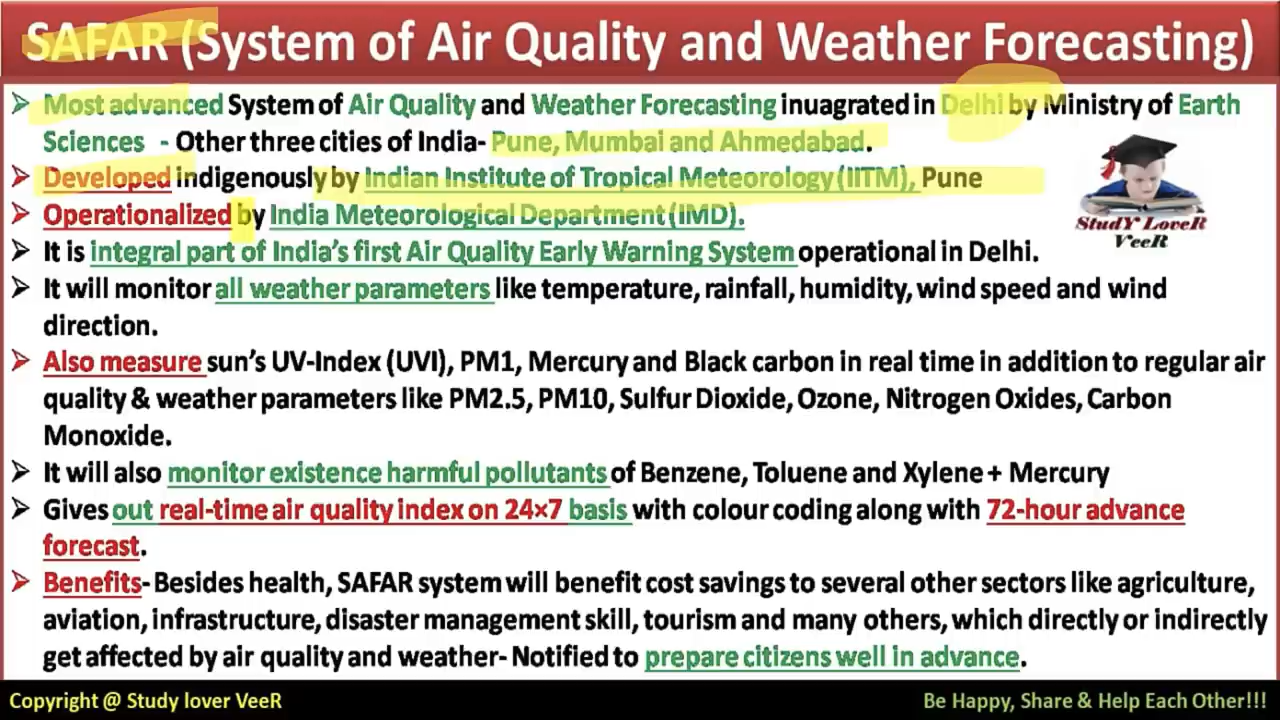 SAFAR (System of Air Quality and Weather Forecasting)
➢ Most advanced System of Air Quality and Weather Forecasting inuagrated in Delhi by Ministry of Earth
Sciences - Other three cities of India- Pune, Mumbai and Ahmedabad.
➢ Developed indigenously by Indian Institute of Tropical Meteorology (IITM), Pune
➢ Operationalized by India Meteorological Department (IMD).
➢ It is integral part of India's first Air Quality Early Warning System operational in Delhi.
➢ It will monitor all weather parameters like temperature, rainfall, humidity, wind speed and wind
direction.
➢ Also measure sun's UV-Index (UVI), PM1, Mercury and Black carbon in real time in addition to regular air
quality & weather parameters like PM2.5, PM10, Sulfur Dioxide, Ozone, Nitrogen Oxides, Carbon
Monoxide.
➢ It will also monitor existence harmful pollutants of Benzene, Toluene and Xylene + Mercury
➢ Gives out real-time air quality index on 24×7 basis with colour coding along with 72-hour advance
forecast.
➢ Benefits- Besides health, SAFAR system will benefit cost savings to several other sectors like agriculture,
aviation, infrastructure, disaster management skill, tourism and many others, which directly or indirectly
get affected by air quality and weather- Notified to prepare citizens well in advance.
StudY LoveR
VeeR
Copyright @ Study lover VeeR
Be Happy, Share & Help Each Other!!!